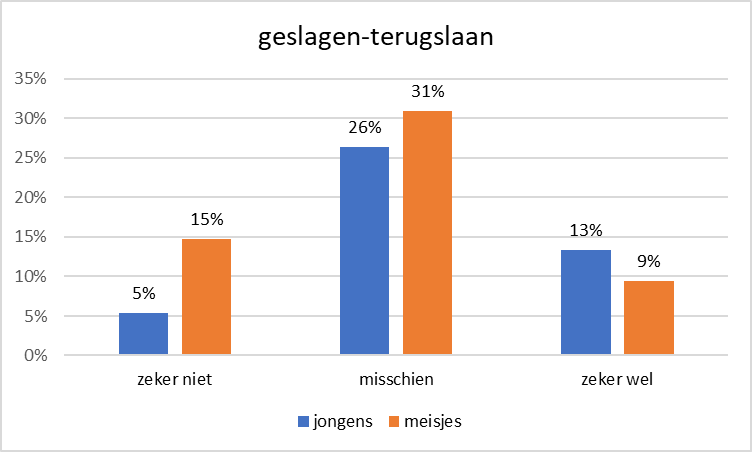 geslagen-terugslaan
35%
30%
25%
20%
15%
10%
5%
0%
5%
15%
26%
31%
13%
9%
zeker niet
misschien
zeker wel
jongens
meisjes